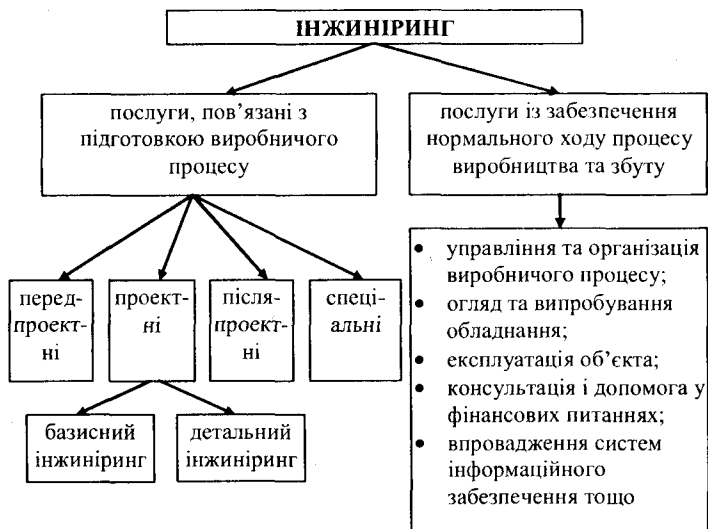 ІНЖИНІРИНГ
послуги, пов’язані з
підготовкою виробничого
процесу
послуги із забезпечення
нормального ходу процесу
виробництва та збуту
перед-
проект-
ні
проект-
ні
після-
проект-
ні
спеці-
альні
базисний
інжиніринг
детальний
інжиніринг
• управління та організація
виробничого процесу;
• огляд та випробування
обладнання;
• експлуатація об’єкта;
• консультація і допомога у
фінансових питаннях;
• впровадження систем
інформаційного
забезпечення тощо